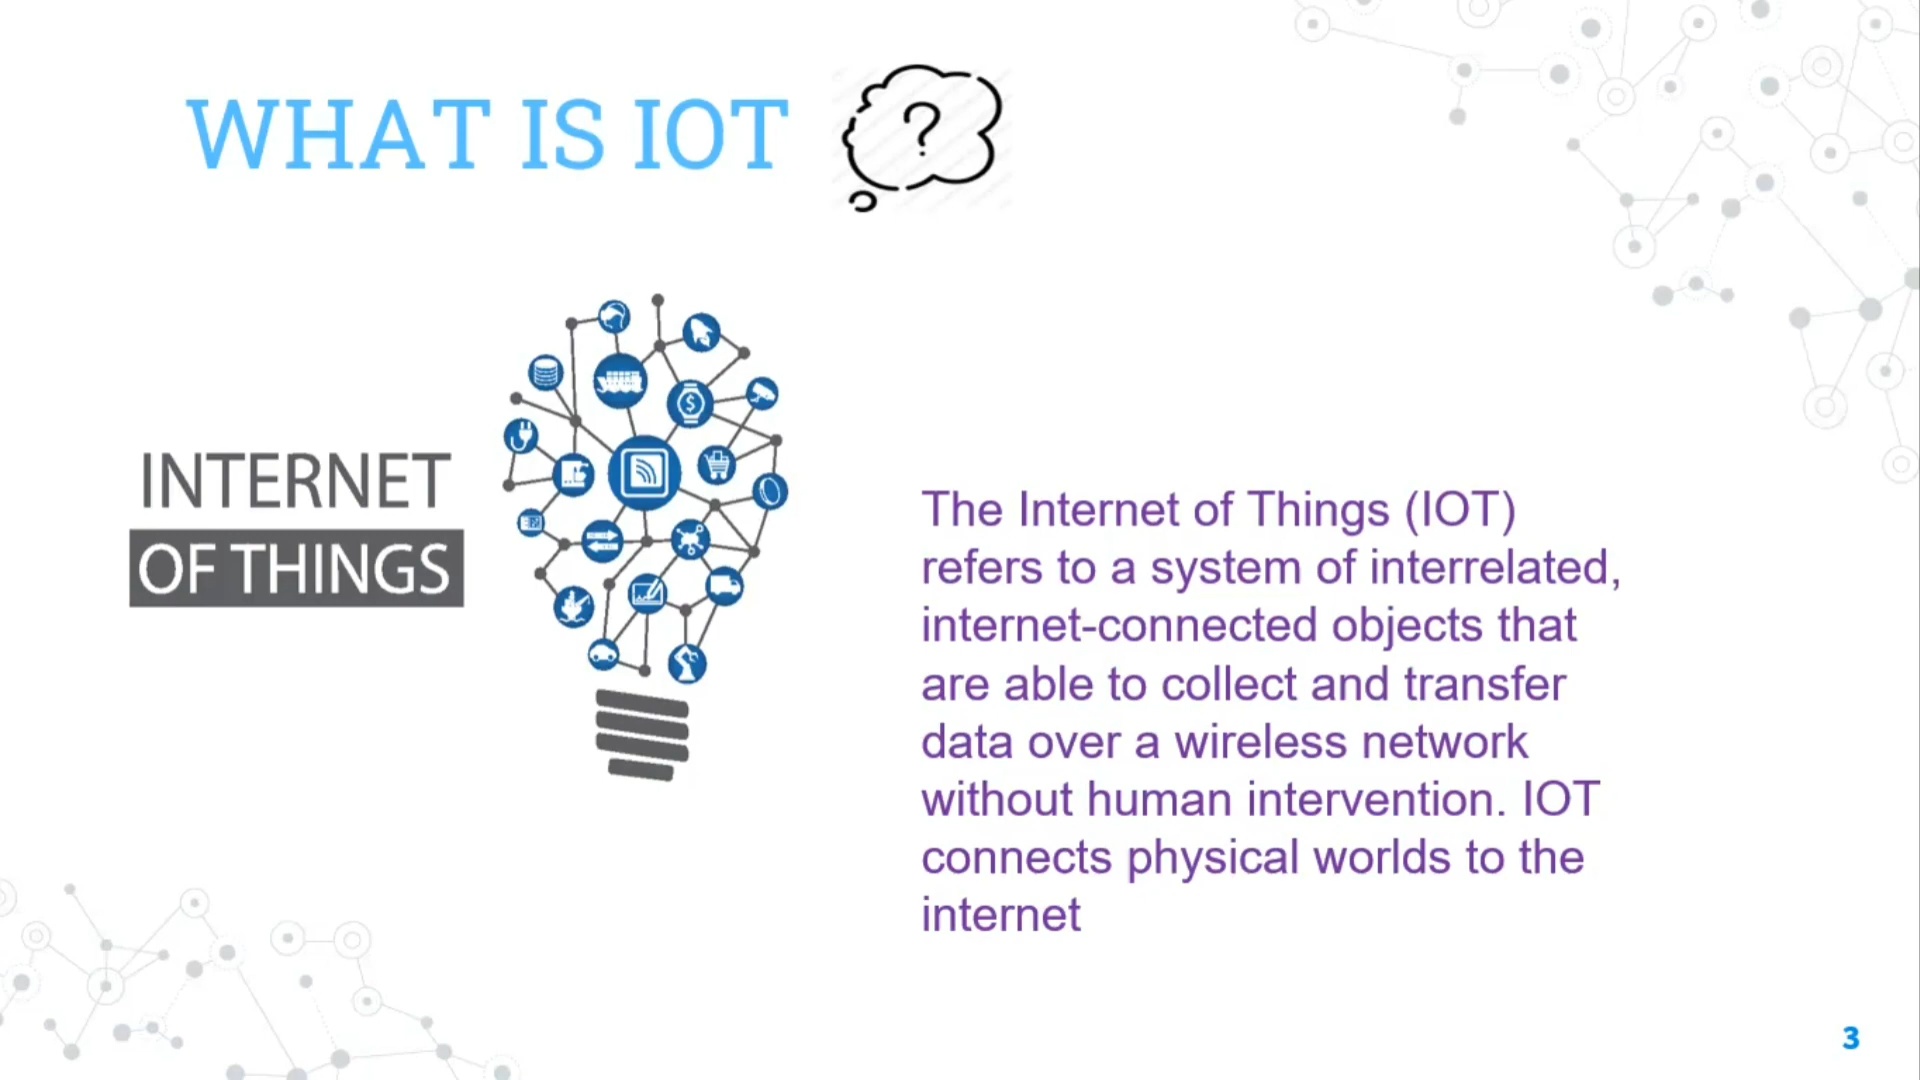 WHAT IS IOT
?
INTERNET
OF THINGS
$
The Internet of Things (IOT)
refers to a system of interrelated,
internet-connected objects that
are able to collect and transfer
data over a wireless network
without human intervention. IOT
connects physical worlds to the
internet
3